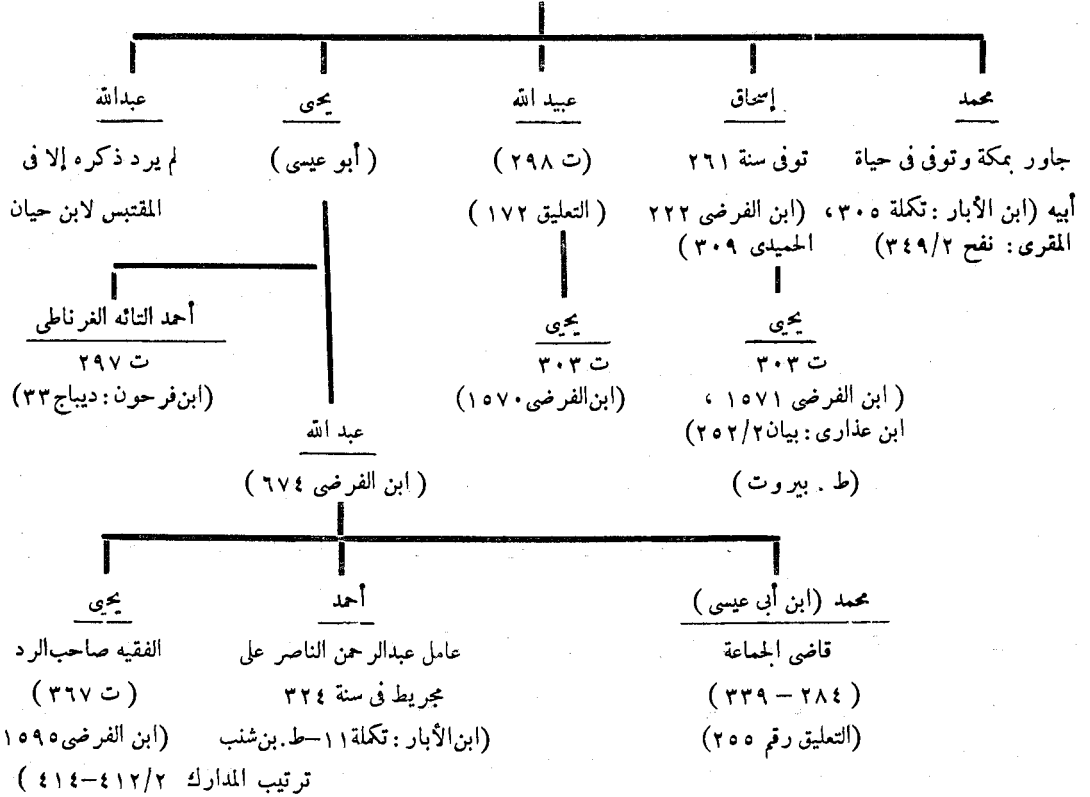 محمد
جاور بمكة وتوفى فى حياة
أبيه (ابن الأبار : تكملة ٣٠٥،
المقرى : نفح ٣٤٩/٢)
إسحاق
توفى سنة ٢٦١
(ابن الفرضى ٢٢٢
الحميدى ٣٠٩)
يحيى
ت ٣٠٣
(ابن الفرضى ١٥٧١ ،
ابن عذارى : بيان ٢٥٢/٢)
(ط . بيروت)
عبيد الله
(ت ٢٩٨)
(التعليق ١٧٢)
يحيى
ت ٣٠٣
(ابن الفرضى ١٥٧٠)
يحيى
(أبو عيسى)
عبدالله
لم يرد ذكره إلا فى
المقتبس لابن حيان
أحمد التائه الغرناطى
ت ٢٩٧
(ابن فرحون : ديباج ٣٣)
عبد الله
(ابن الفرضى ٦٧٤)
محمد (ابن أبى عيسى)
قاضى الجماعة
(٢٨٤ – ٣٣٩)
(التعليق رقم ٢٥٥)
أحمد
عامل عبدالرحمن الناصر على
مجريط فى سنة ٣٢٤
(ابن الأبار : تكملة ١١–ط.بن شنب
يحيى
الفقيه صاحب الرد
(ت ٣٦٧)
(ابن الفرضى ١٥٩٥
ترتيب المدارك ٤١٢/٢–٤١٤)